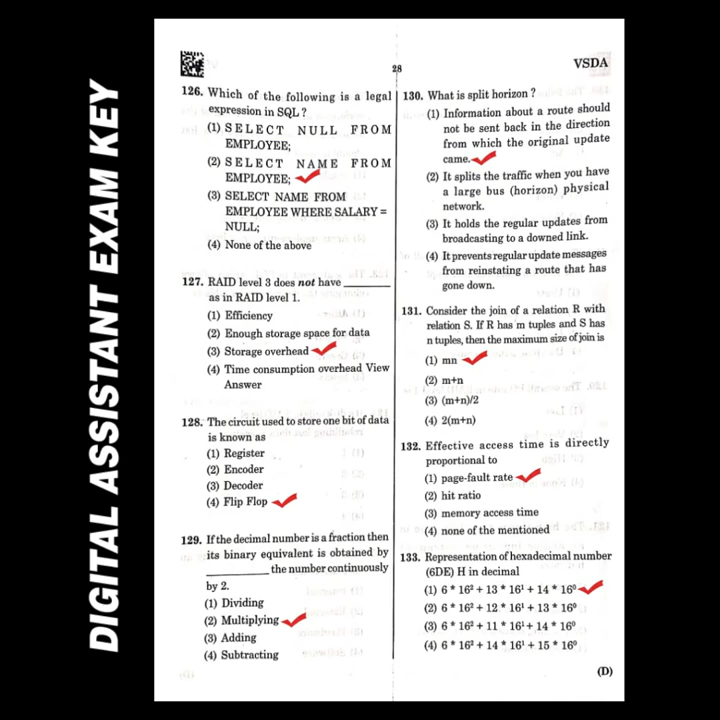 DIGITAL ASSISTANT EXAM KEY
28
VSDA
126. Which of the following is a legal
expression in SQL ?
(1) SELECT NULL FROM
EMPLOYEE;
(2) SELECT NAME FROM
EMPLOYEE;
(3) SELECT NAME FROM
EMPLOYEE WHERE SALARY =
NULL;
(4) None of the above
127. RAID level 3 does not have ________
as in RAID level 1.
(1) Efficiency
(2) Enough storage space for data
(3) Storage overhead
(4) Time consumption overhead View
Answer
128. The circuit used to store one bit of data
is known as
(1) Register
(2) Encoder
(3) Decoder
(4) Flip Flop
129. If the decimal number is a fraction then
its binary equivalent is obtained by
___________ the number continuously
by 2.
(1) Dividing
(2) Multiplying
(3) Adding
(4) Subtracting
130. What is split horizon ?
(1) Information about a route should
not be sent back in the direction
from which the original update
came.
(2) It splits the traffic when you have
a large bus (horizon) physical
network.
(3) It holds the regular updates from
broadcasting to a downed link.
(4) It prevents regular update messages
from reinstating a route that has
gone down.
131. Consider the join of a relation R with
relation S. If R has m tuples and S has
n tuples, then the maximum size of join is
(1) mn
(2) m+n
(3) (m+n)/2
(4) 2(m+n)
132. Effective access time is directly
proportional to
(1) page-fault rate
(2) hit ratio
(3) memory access time
(4) none of the mentioned
133. Representation of hexadecimal number
(6DE) H in decimal
(1) 6 * 16² + 13 * 16¹ + 14 * 16⁰
(2) 6 * 16² + 12 * 16¹ + 13 * 16⁰
(3) 6 * 16² + 11 * 16¹ + 14 * 16⁰
(4) 6 * 16² + 14 * 16¹ + 15 * 16⁰
(D)